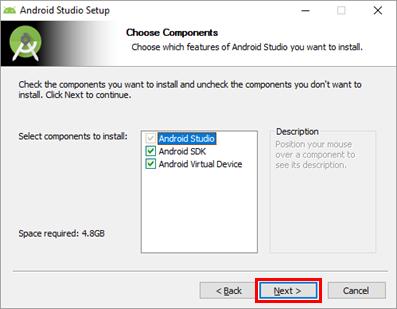 Android Studio Setup
Choose Components
Choose which features of Android Studio you want to install.
Check the components you want to install and uncheck the components you don't want to
install. Click Next to continue.
Select components to install:
Android Studio
Android SDK
Android Virtual Device
Description
Position your mouse
over a component to
see its description.
Space required: 4.8GB
< Back
Next >
Cancel